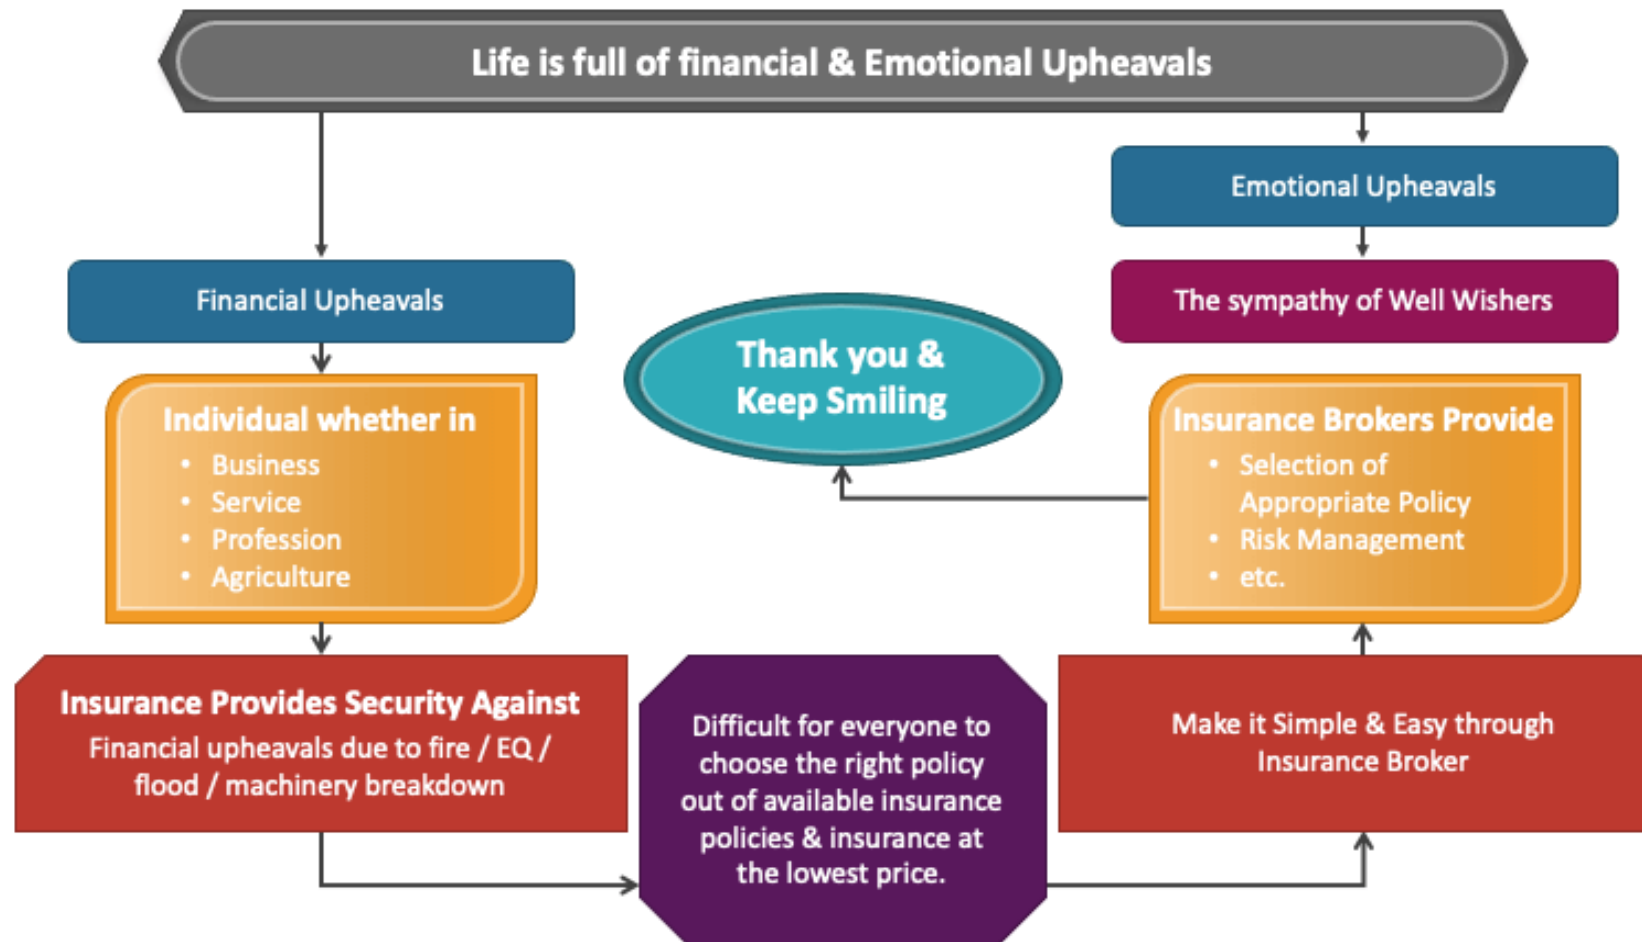 Life is full of financial & Emotional Upheavals
Emotional Upheavals
The sympathy of Well Wishers
Financial Upheavals
Individual whether in
• Business
• Service
• Profession
• Agriculture
Insurance Provides Security Against
Financial upheavals due to fire / EQ /
flood / machinery breakdown
Difficult for everyone to
choose the right policy
out of available insurance
policies & insurance at
the lowest price.
Make it Simple & Easy through
Insurance Broker
Insurance Brokers Provide
• Selection of
Appropriate Policy
• Risk Management
• etc.
Thank you &
Keep Smiling